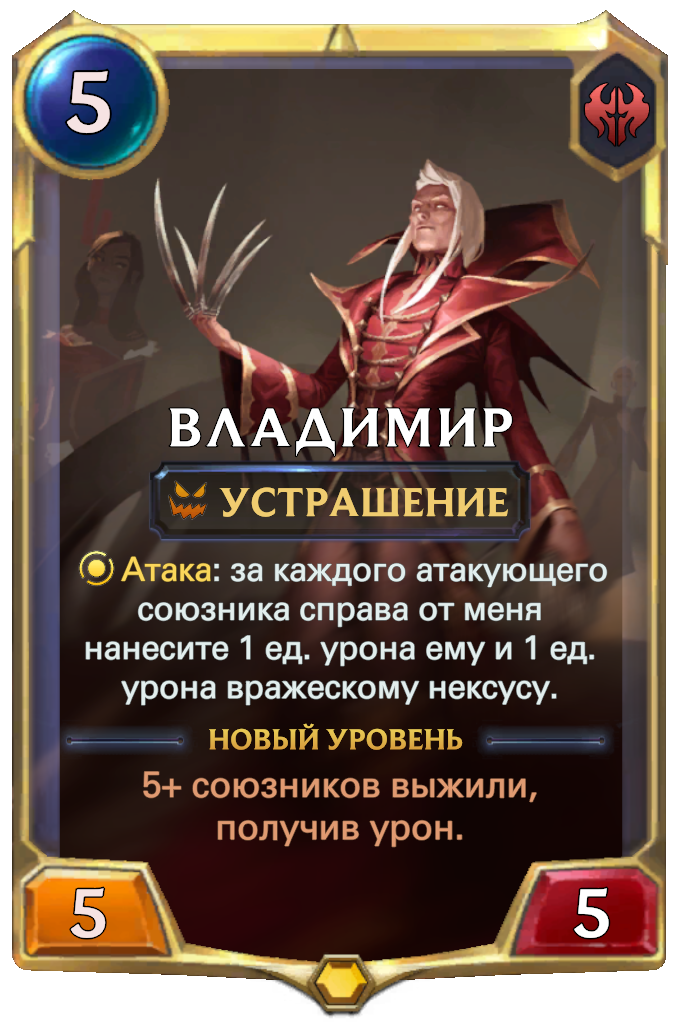 5
ВЛАДИМИР
УСТРАШЕНИЕ
Атака: за каждого атакующего
союзника справа от меня
нанесите 1 ед. урона ему и 1 ед.
урона вражескому нексусу.
НОВЫЙ УРОВЕНЬ
5+ союзников выжили,
получив урон.
5 5